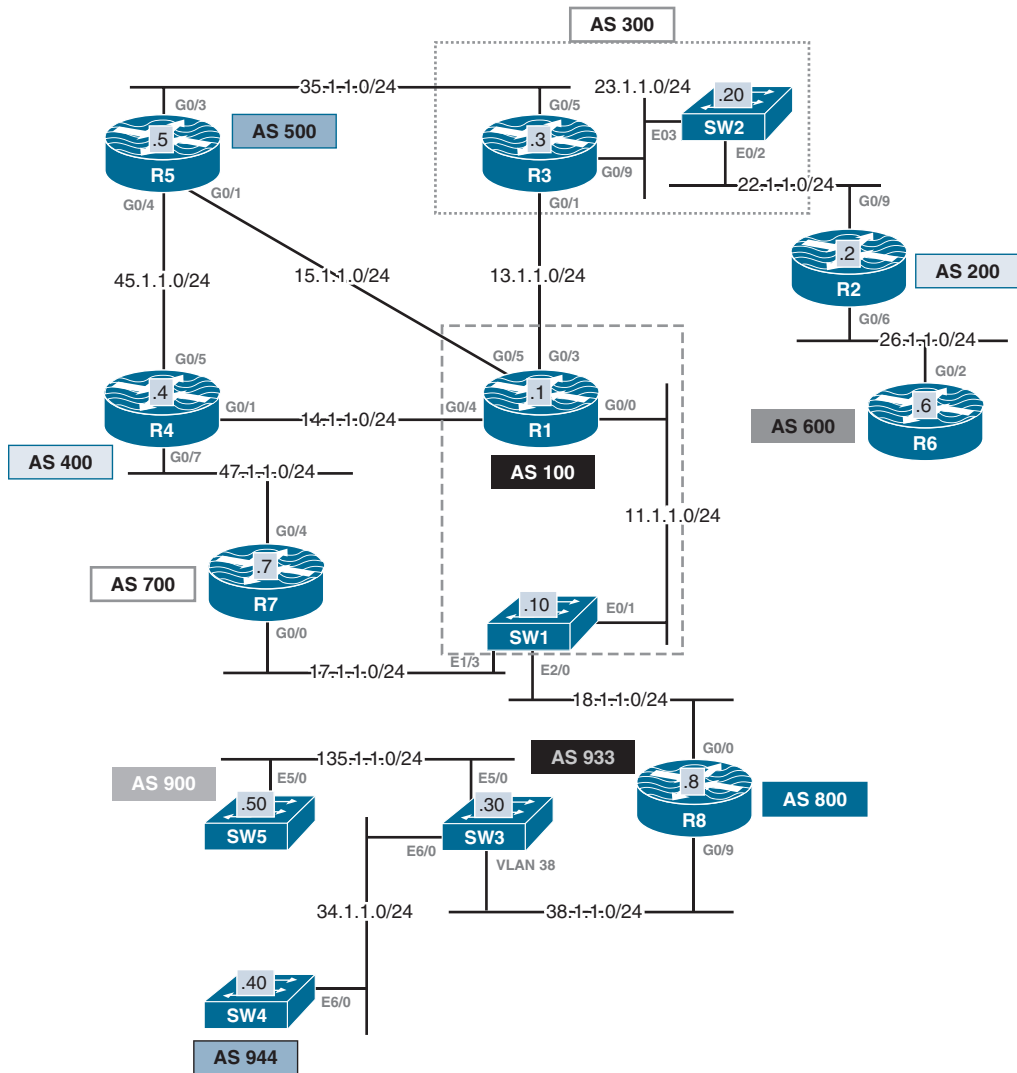 AS 300
35.1.1.0/24
23.1.1.0/24
.20
SW2
G0/3
G0/5
E03
E0/2
.5
R5
AS 500
.3
R3
G0/9
22.1.1.0/24
G0/4
G0/1
G0/1
G0/9
.2
R2
AS 200
45.1.1.0/24
15.1.1.0/24
13.1.1.0/24
G0/6
26.1.1.0/24
G0/5
G0/5
G0/3
G0/2
.4
R4
G0/1
14.1.1.0/24
G0/4
.1
R1
G0/0
.6
R6
AS 600
AS 400
G0/7
47.1.1.0/24
AS 100
11.1.1.0/24
G0/4
.7
R7
AS 700
G0/0
.10
SW1
E0/1
E1/3
E2/0
17.1.1.0/24
18.1.1.0/24
AS 933
G0/0
135.1.1.0/24
AS 900
E5/0
E5/0
.50
SW5
.30
SW3
.8
R8
AS 800
E6/0
VLAN 38
G0/9
34.1.1.0/24
38.1.1.0/24
.40
SW4
E6/0
AS 944